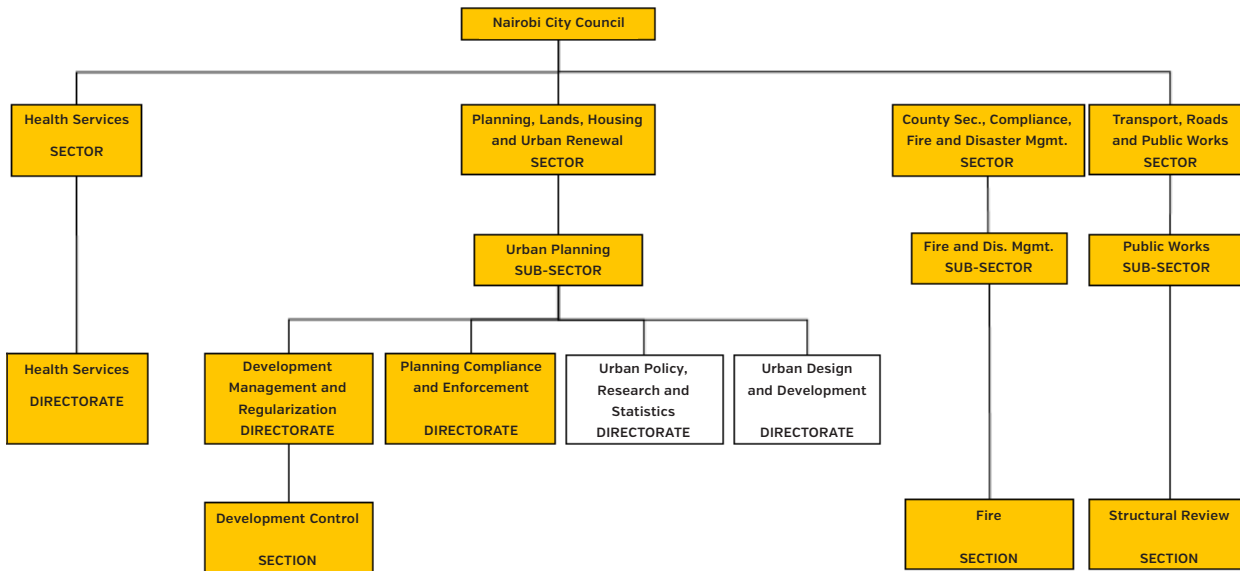 Nairobi City Council
Health Services
SECTOR
Planning, Lands, Housing
and Urban Renewal
SECTOR
County Sec., Compliance,
Fire and Disaster Mgmt.
SECTOR
Transport, Roads
and Public Works
SECTOR
Urban Planning
SUB-SECTOR
Fire and Dis. Mgmt.
SUB-SECTOR
Public Works
SUB-SECTOR
Health Services
DIRECTORATE
Development
Management and
Regularization
DIRECTORATE
Planning Compliance
and Enforcement
DIRECTORATE
Urban Policy,
Research and
Statistics
DIRECTORATE
Urban Design
and Development
DIRECTORATE
Development Control
SECTION
Fire
SECTION
Structural Review
SECTION